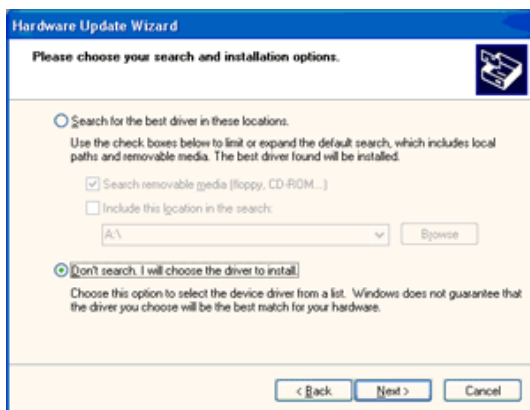 Hardware Update Wizard
Please choose your search and installation options.
Search for the best driver in these locations.
Use the check boxes below to limit or expand the default search, which includes local
paths and removable media. The best driver found will be installed.
Search removable media (floppy, CD-ROM...)
Include this location in the search:
A:\
Browse
Don't search. I will choose the driver to install.
Choose this option to select the device driver from a list. Windows does not guarantee that
the driver you choose will be the best match for your hardware.
< Back Next > Cancel